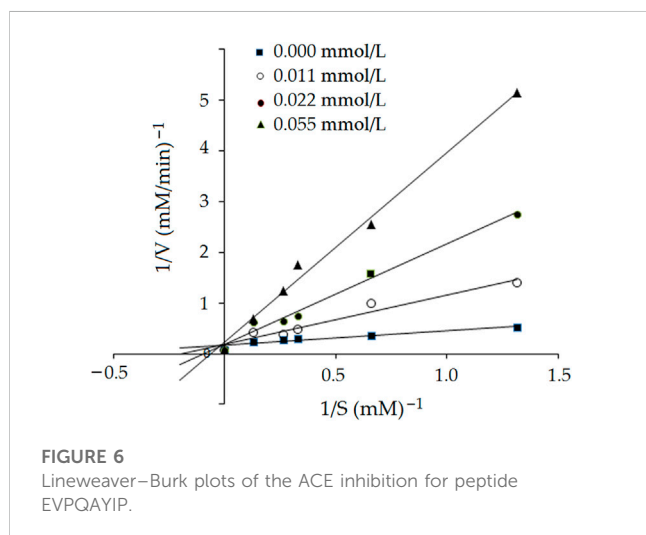 0.000 mmol/L
0.011 mmol/L
0.022 mmol/L
0.055 mmol/L
5
4
3
2
1
1/V (mM/min)⁻¹
−0.5
0.5
1.0
1.5
1/S (mM)⁻¹
FIGURE 6
Lineweaver–Burk plots of the ACE inhibition for peptide
EVPQAYIP.